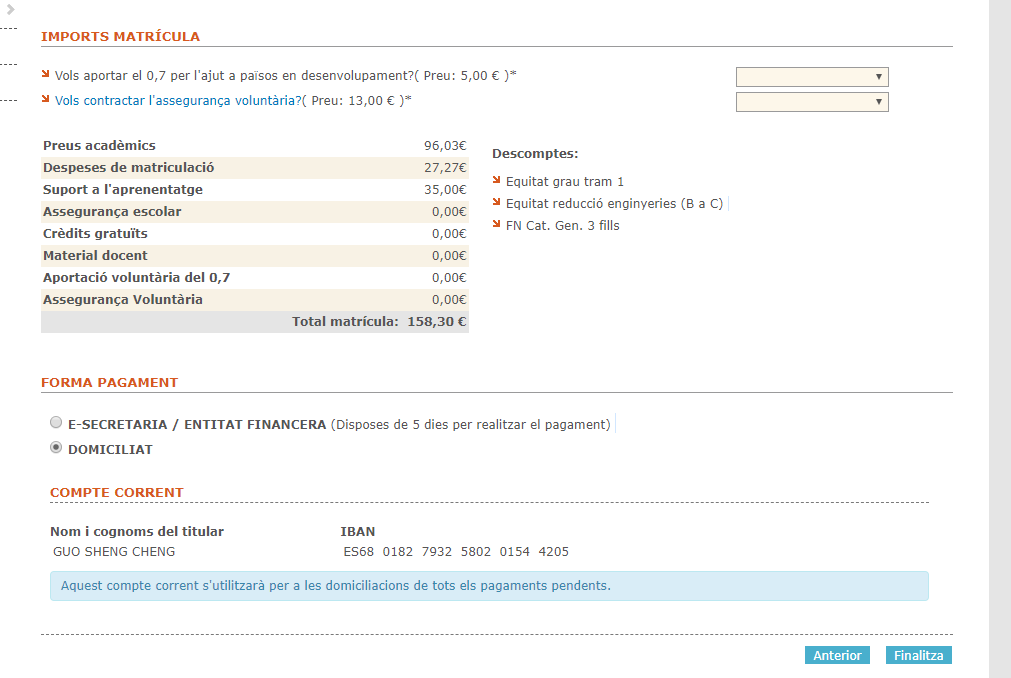 IMPORTS MATRÍCULA
Vols aportar el 0,7 per l'ajut a països en desenvolupament?( Preu: 5,00 € )*
Vols contractar l'assegurança voluntària?( Preu: 13,00 € )*
Preus acadèmics 96,03€
Despeses de matriculació 27,27€
Suport a l'aprenentatge 35,00€
Assegurança escolar 0,00€
Crèdits gratuïts 0,00€
Material docent 0,00€
Aportació voluntària del 0,7 0,00€
Assegurança Voluntària 0,00€
Total matrícula: 158,30 €
Descomptes:
Equitat grau tram 1
Equitat reducció enginyeries (B a C)
FN Cat. Gen. 3 fills
FORMA PAGAMENT
E-SECRETARIA / ENTITAT FINANCERA (Disposes de 5 dies per realitzar el pagament)
DOMICILIAT
COMPTE CORRENT
Nom i cognoms del titular IBAN
GUO SHENG CHENG ES68 0182 7932 5802 0154 4205
Aquest compte corrent s'utilitzarà per a les domiciliacions de tots els pagaments pendents.
Anterior Finalitza